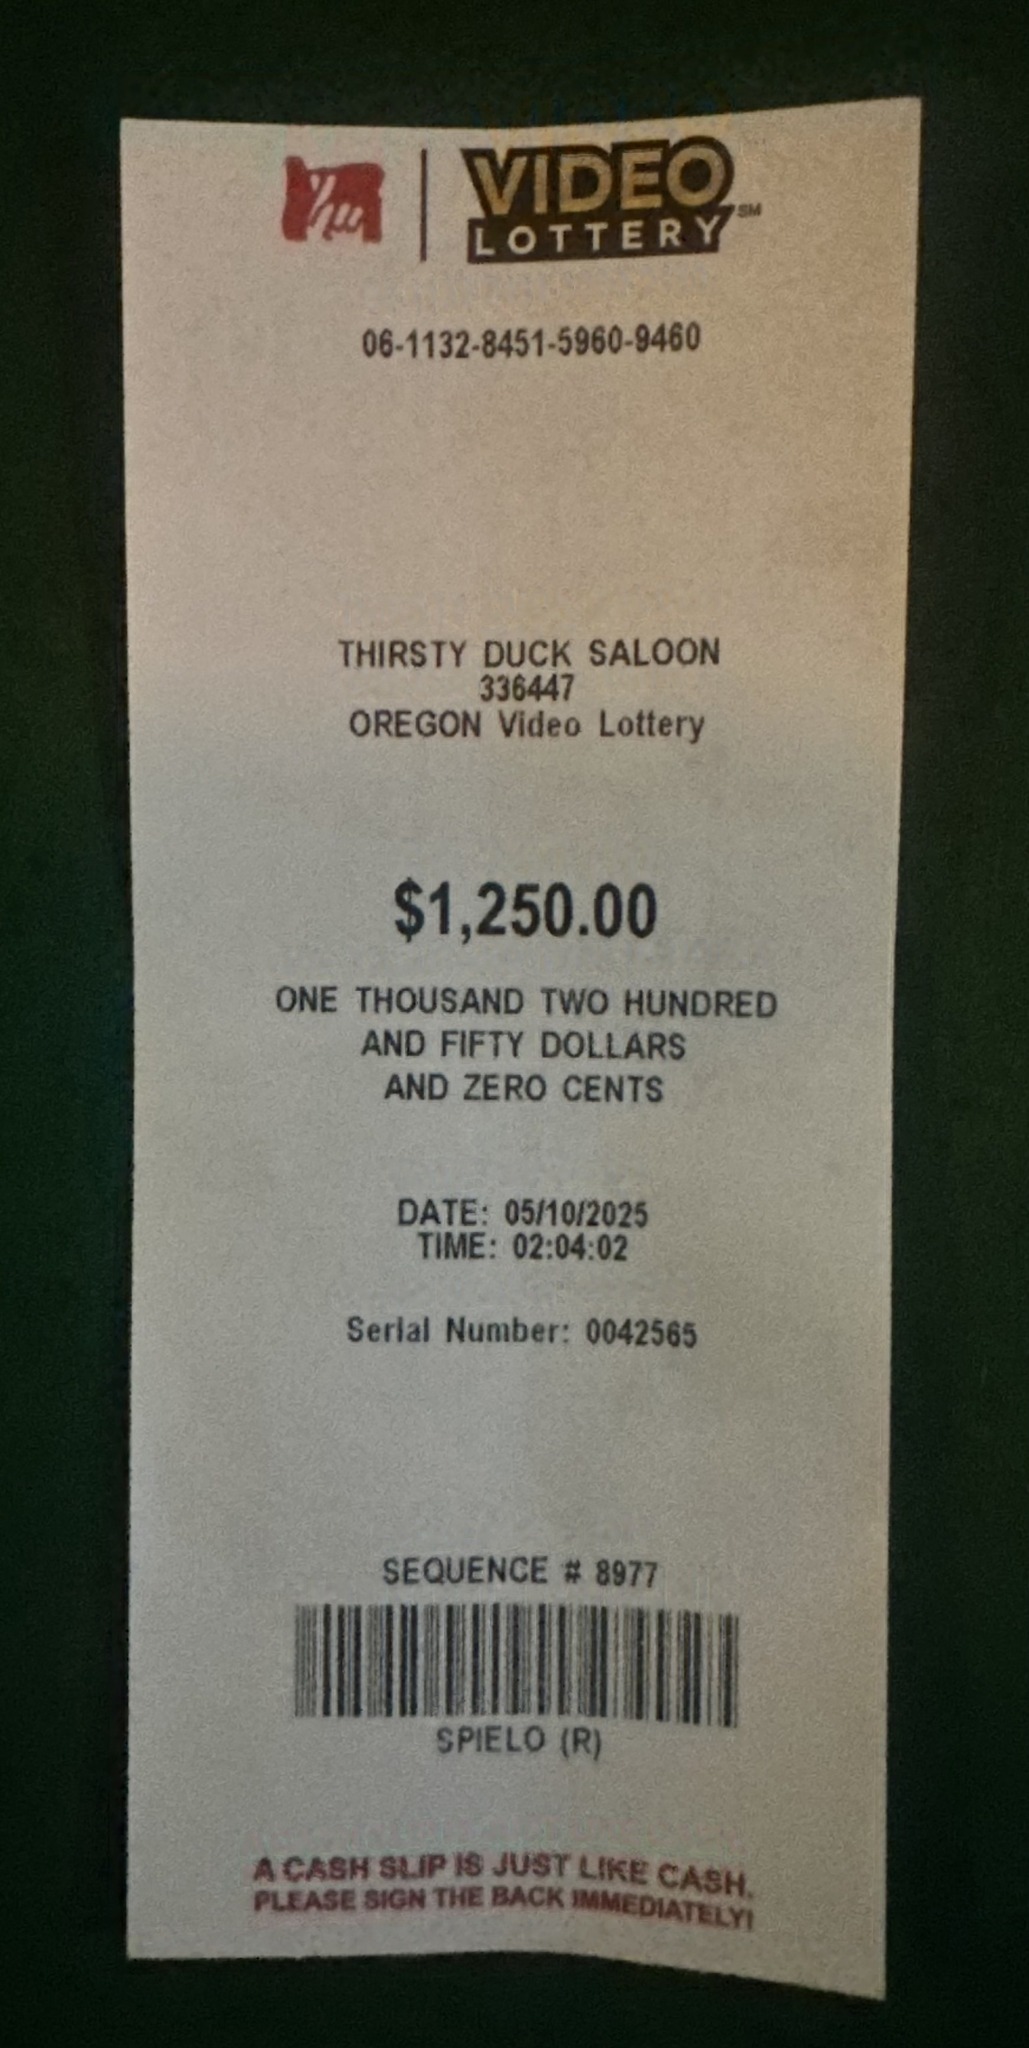 VIDEO
LOTTERY SM
06-1132-8451-5960-9460
THIRSTY DUCK SALOON
336447
OREGON Video Lottery
$1,250.00
ONE THOUSAND TWO HUNDRED
AND FIFTY DOLLARS
AND ZERO CENTS
DATE: 05/10/2025
TIME: 02:04:02
Serial Number: 0042565
SEQUENCE # 8977
SPIELO (R)
A CASH SLIP IS JUST LIKE CASH.
PLEASE SIGN THE BACK IMMEDIATELY!